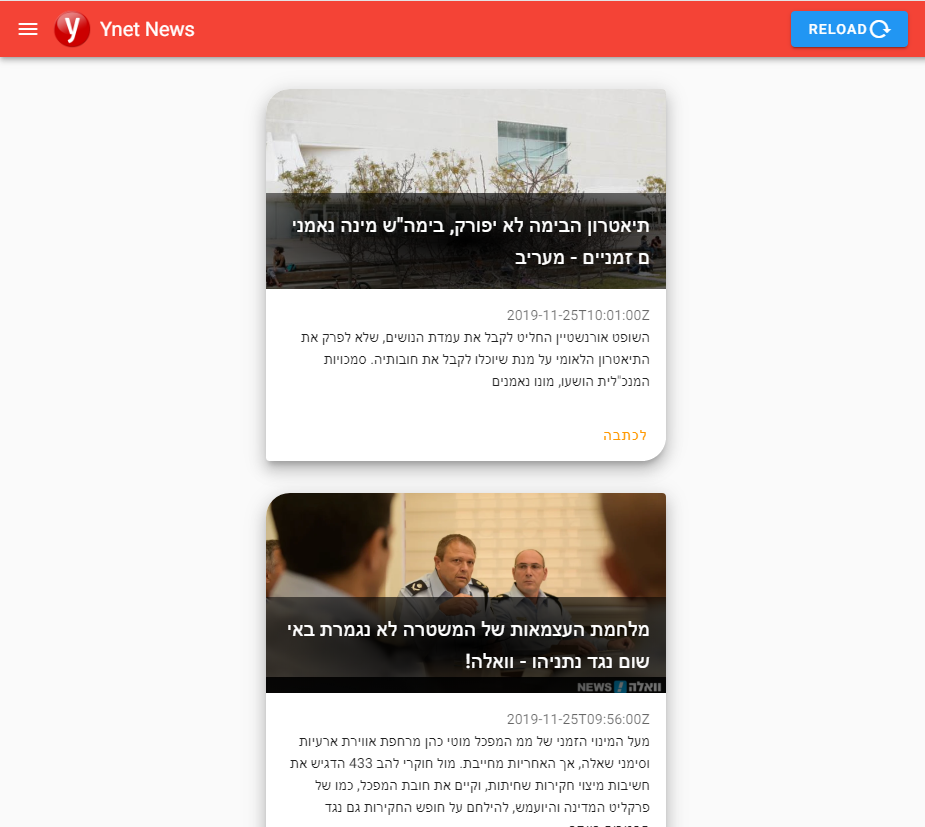 Ynet News
RELOAD
תיאטרון הבימה לא יפורק, בימה"ש מינה נאמני
ם זמניים - מעריב
2019-11-25T10:01:00Z
השופט אורנשטיין החליט לקבל את עמדת הנושים, שלא לפרק את
התיאטרון הלאומי על מנת שיוכלו לקבל את חובותיה. סמכויות
המנכ"לית הושעו, מונו נאמנים
לכתבה
מלחמת העצמאות של המשטרה לא נגמרת באי
שום נגד נתניהו - וואלה!
וואלה! NEWS
2019-11-25T09:56:00Z
מעל המינוי הזמני של ממ המפכל מוטי כהן מרחפת אווירת ארעיות
וסימני שאלה, אך האחריות מחייבת. מול חוקרי להב 433 הדגיש את
חשיבות מיצוי חקירות שחיתות, וקיים את חובת המפכל, כמו של
פרקליט המדינה והיועמש, להילחם על חופש החקירות גם נגד